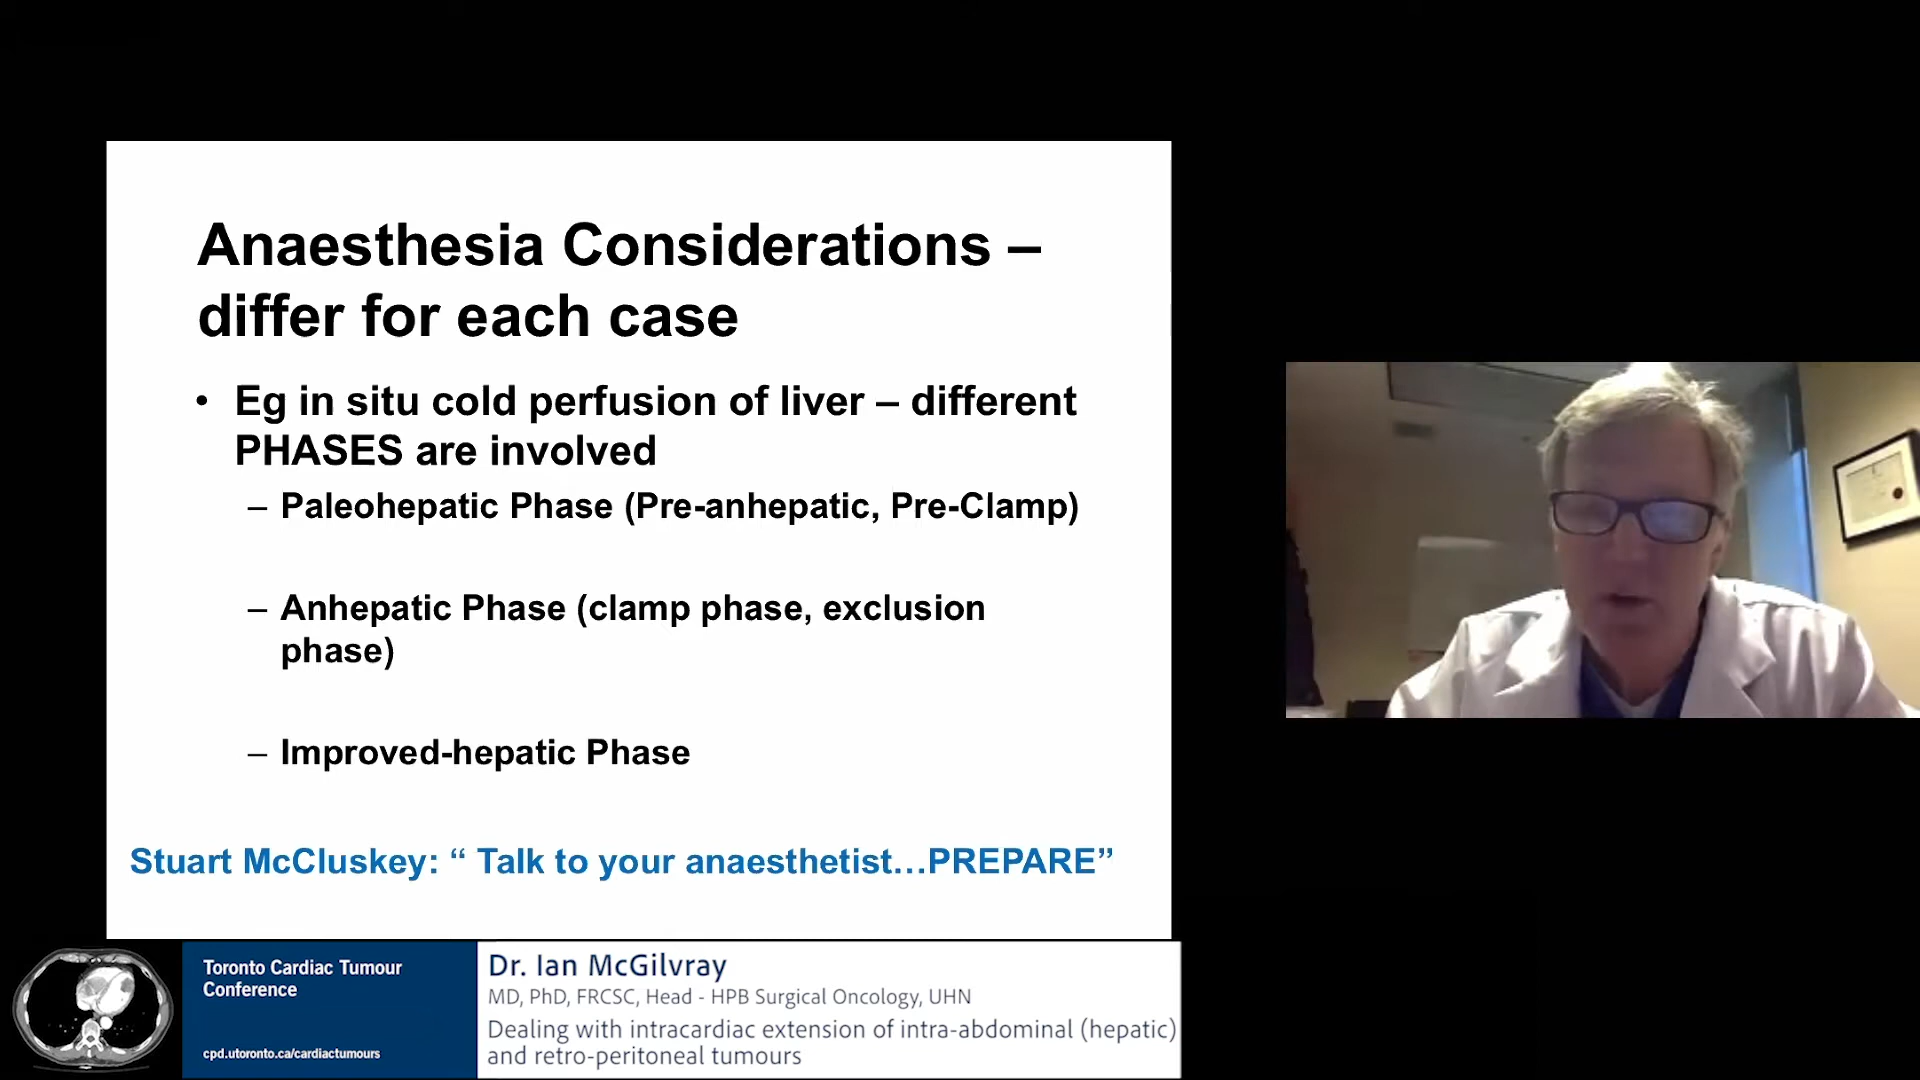 Anaesthesia Considerations –
differ for each case
• Eg in situ cold perfusion of liver – different
PHASES are involved
– Paleohepatic Phase (Pre-anhepatic, Pre-Clamp)
– Anhepatic Phase (clamp phase, exclusion
phase)
– Improved-hepatic Phase
Stuart McCluskey: “ Talk to your anaesthetist…PREPARE”
Toronto Cardiac Tumour
Conference
cpd.utoronto.ca/cardiactumours
Dr. Ian McGilvray
MD, PhD, FRCSC, Head - HPB Surgical Oncology, UHN
Dealing with intracardiac extension of intra-abdominal (hepatic)
and retro-peritoneal tumours